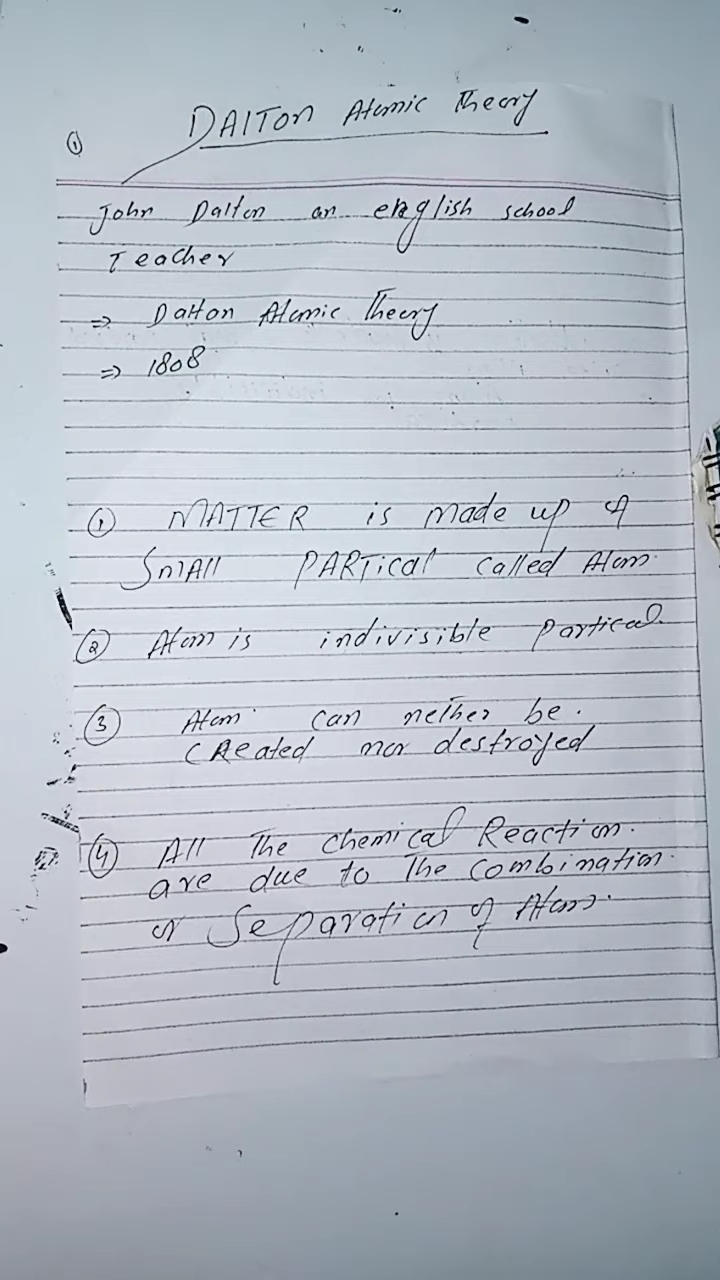 DALTON Atomic Theory
①
John Dalton an english school
Teacher
⇒ Dalton Atomic Theory
⇒ 1808
① MATTER is made up of
SmAll PARTical called Atom.
② Atom is indivisible Partical.
③ Atom can nether be.
CReated nor destroyed
④ All The chemical Reaction.
are due to The combination.
or Separation of Atom.